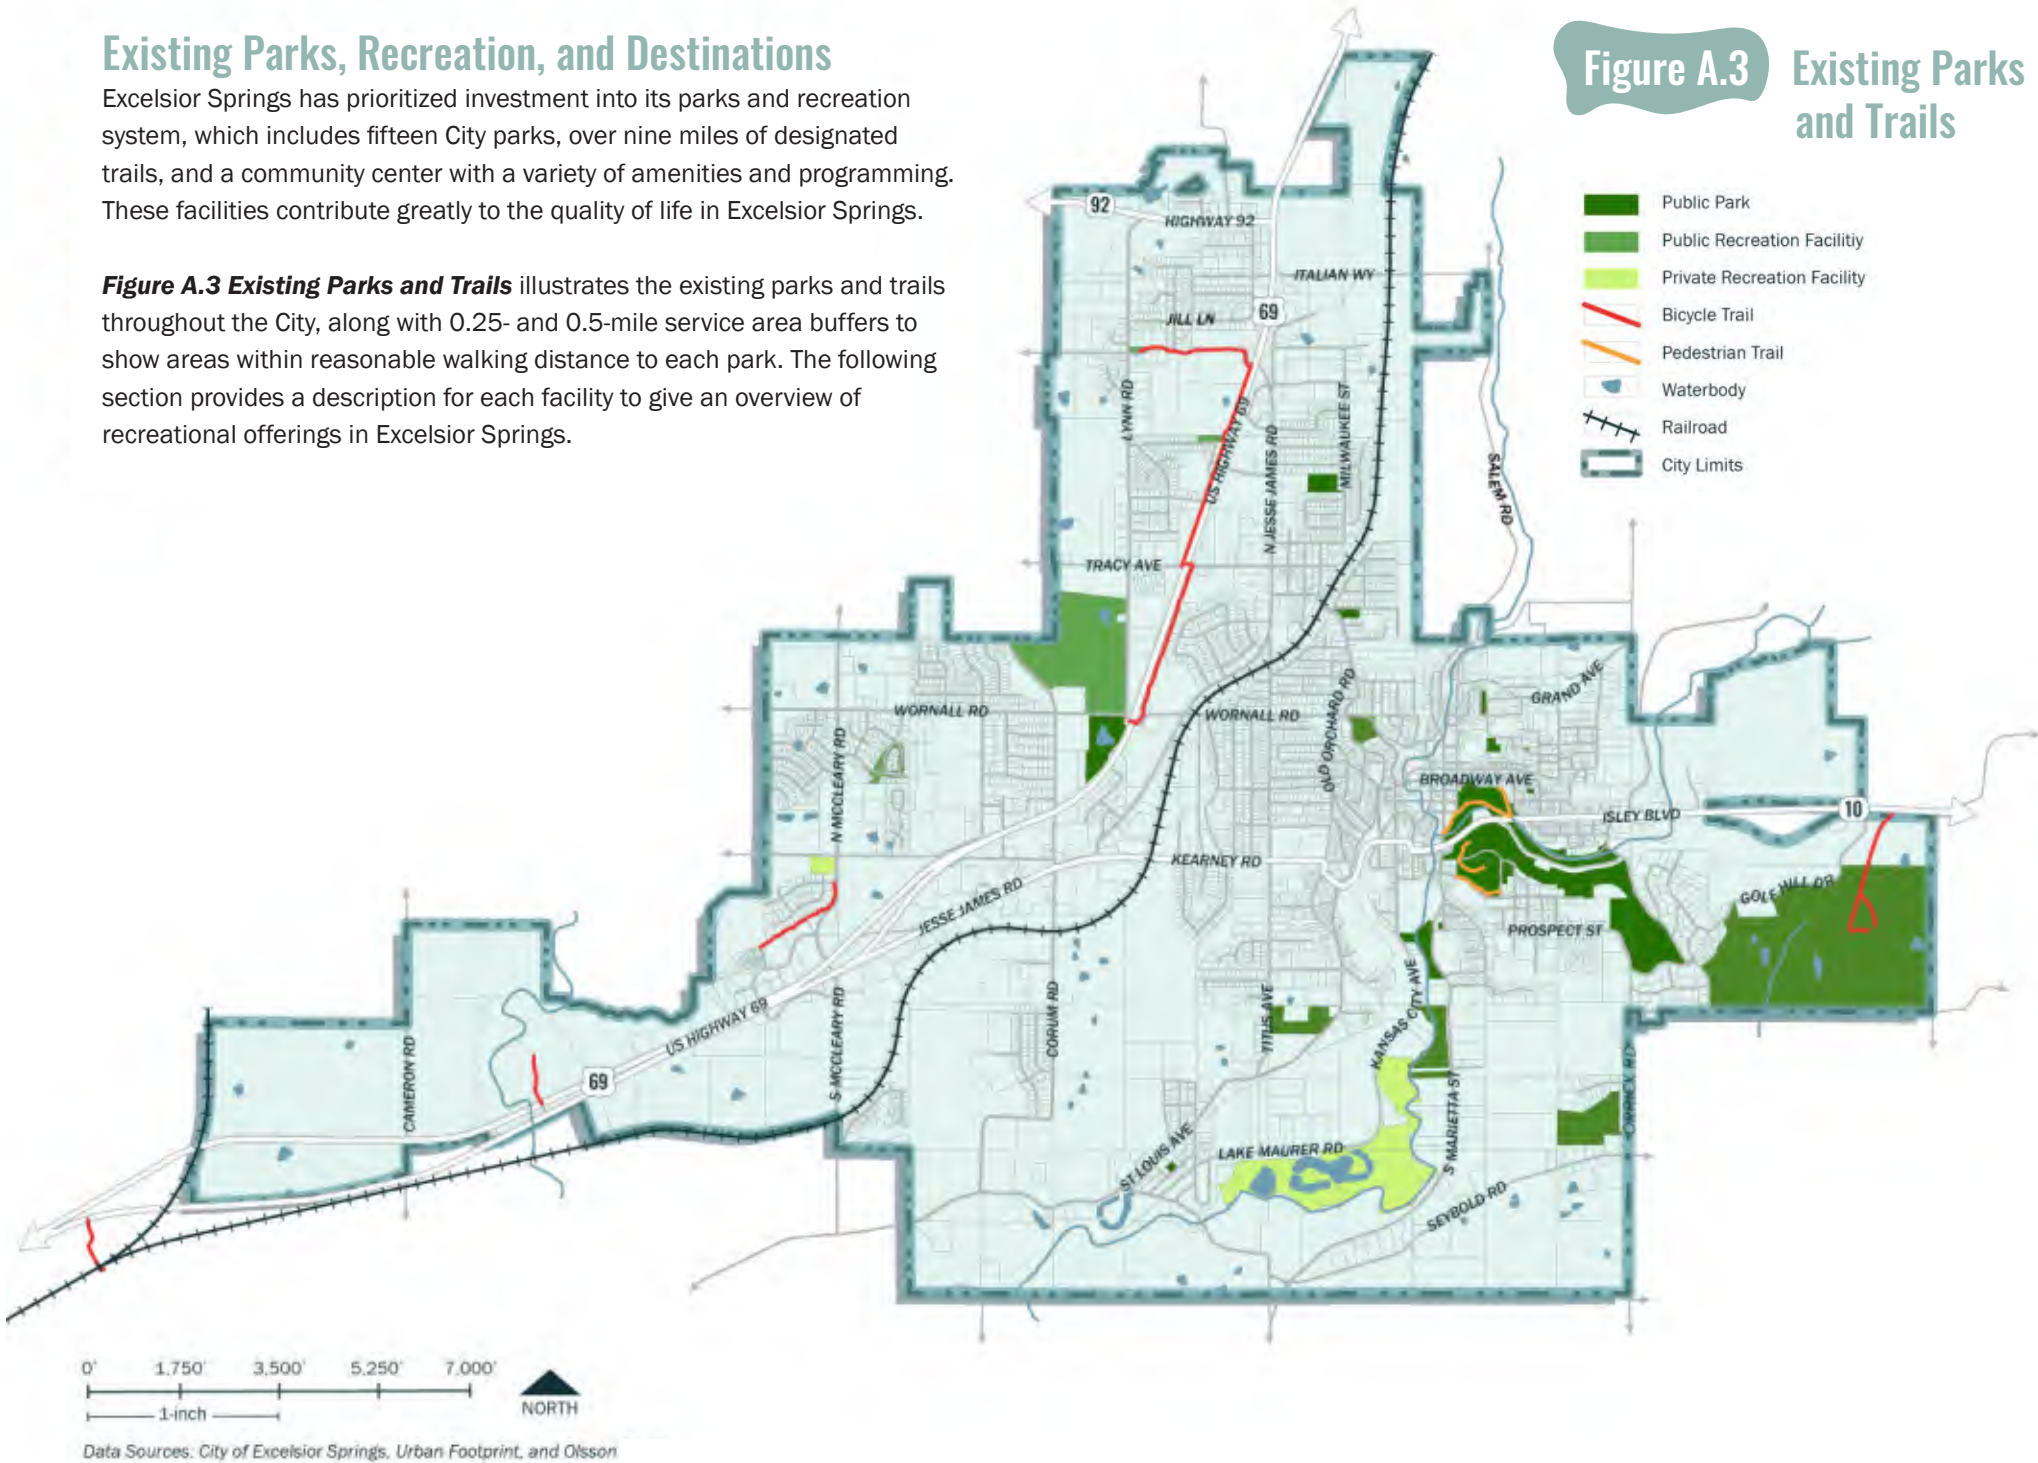 Existing Parks, Recreation, and Destinations
Excelsior Springs has prioritized investment into its parks and recreation
system, which includes fifteen City parks, over nine miles of designated
trails, and a community center with a variety of amenities and programming.
These facilities contribute greatly to the quality of life in Excelsior Springs.
Figure A.3 Existing Parks and Trails illustrates the existing parks and trails
throughout the City, along with 0.25- and 0.5-mile service area buffers to
show areas within reasonable walking distance to each park. The following
section provides a description for each facility to give an overview of
recreational offerings in Excelsior Springs.
Figure A.3
Existing Parks
and Trails
Public Park
Public Recreation Facilitiy
Private Recreation Facility
Bicycle Trail
Pedestrian Trail
Waterbody
Railroad
City Limits
92
HIGHWAY 92
ITALIAN WY
69
JILL LN
LYNN RD
US HIGHWAY 69
N JESSE JAMES RD
MILWAUKEE ST
SALEM RD
TRACY AVE
WORNALL RD
WORNALL RD
OLD ORCHARD RD
GRAND AVE
N MCCLEARY RD
BROADWAY AVE
ISLEY BLVD
10
KEARNEY RD
JESSE JAMES RD
GOLF HILL DR
PROSPECT ST
US HIGHWAY 69
S MCCLEARY RD
CORUM RD
TITUS AVE
KANSAS CITY AVE
CAMERON RD
69
S MARIETTA ST
ST LOUIS AVE
LAKE MAURER RD
SEYBOLD RD
0'
1,750'
3,500'
5,250'
7,000'
1-inch
NORTH
Data Sources: City of Excelsior Springs, Urban Footprint, and Olsson